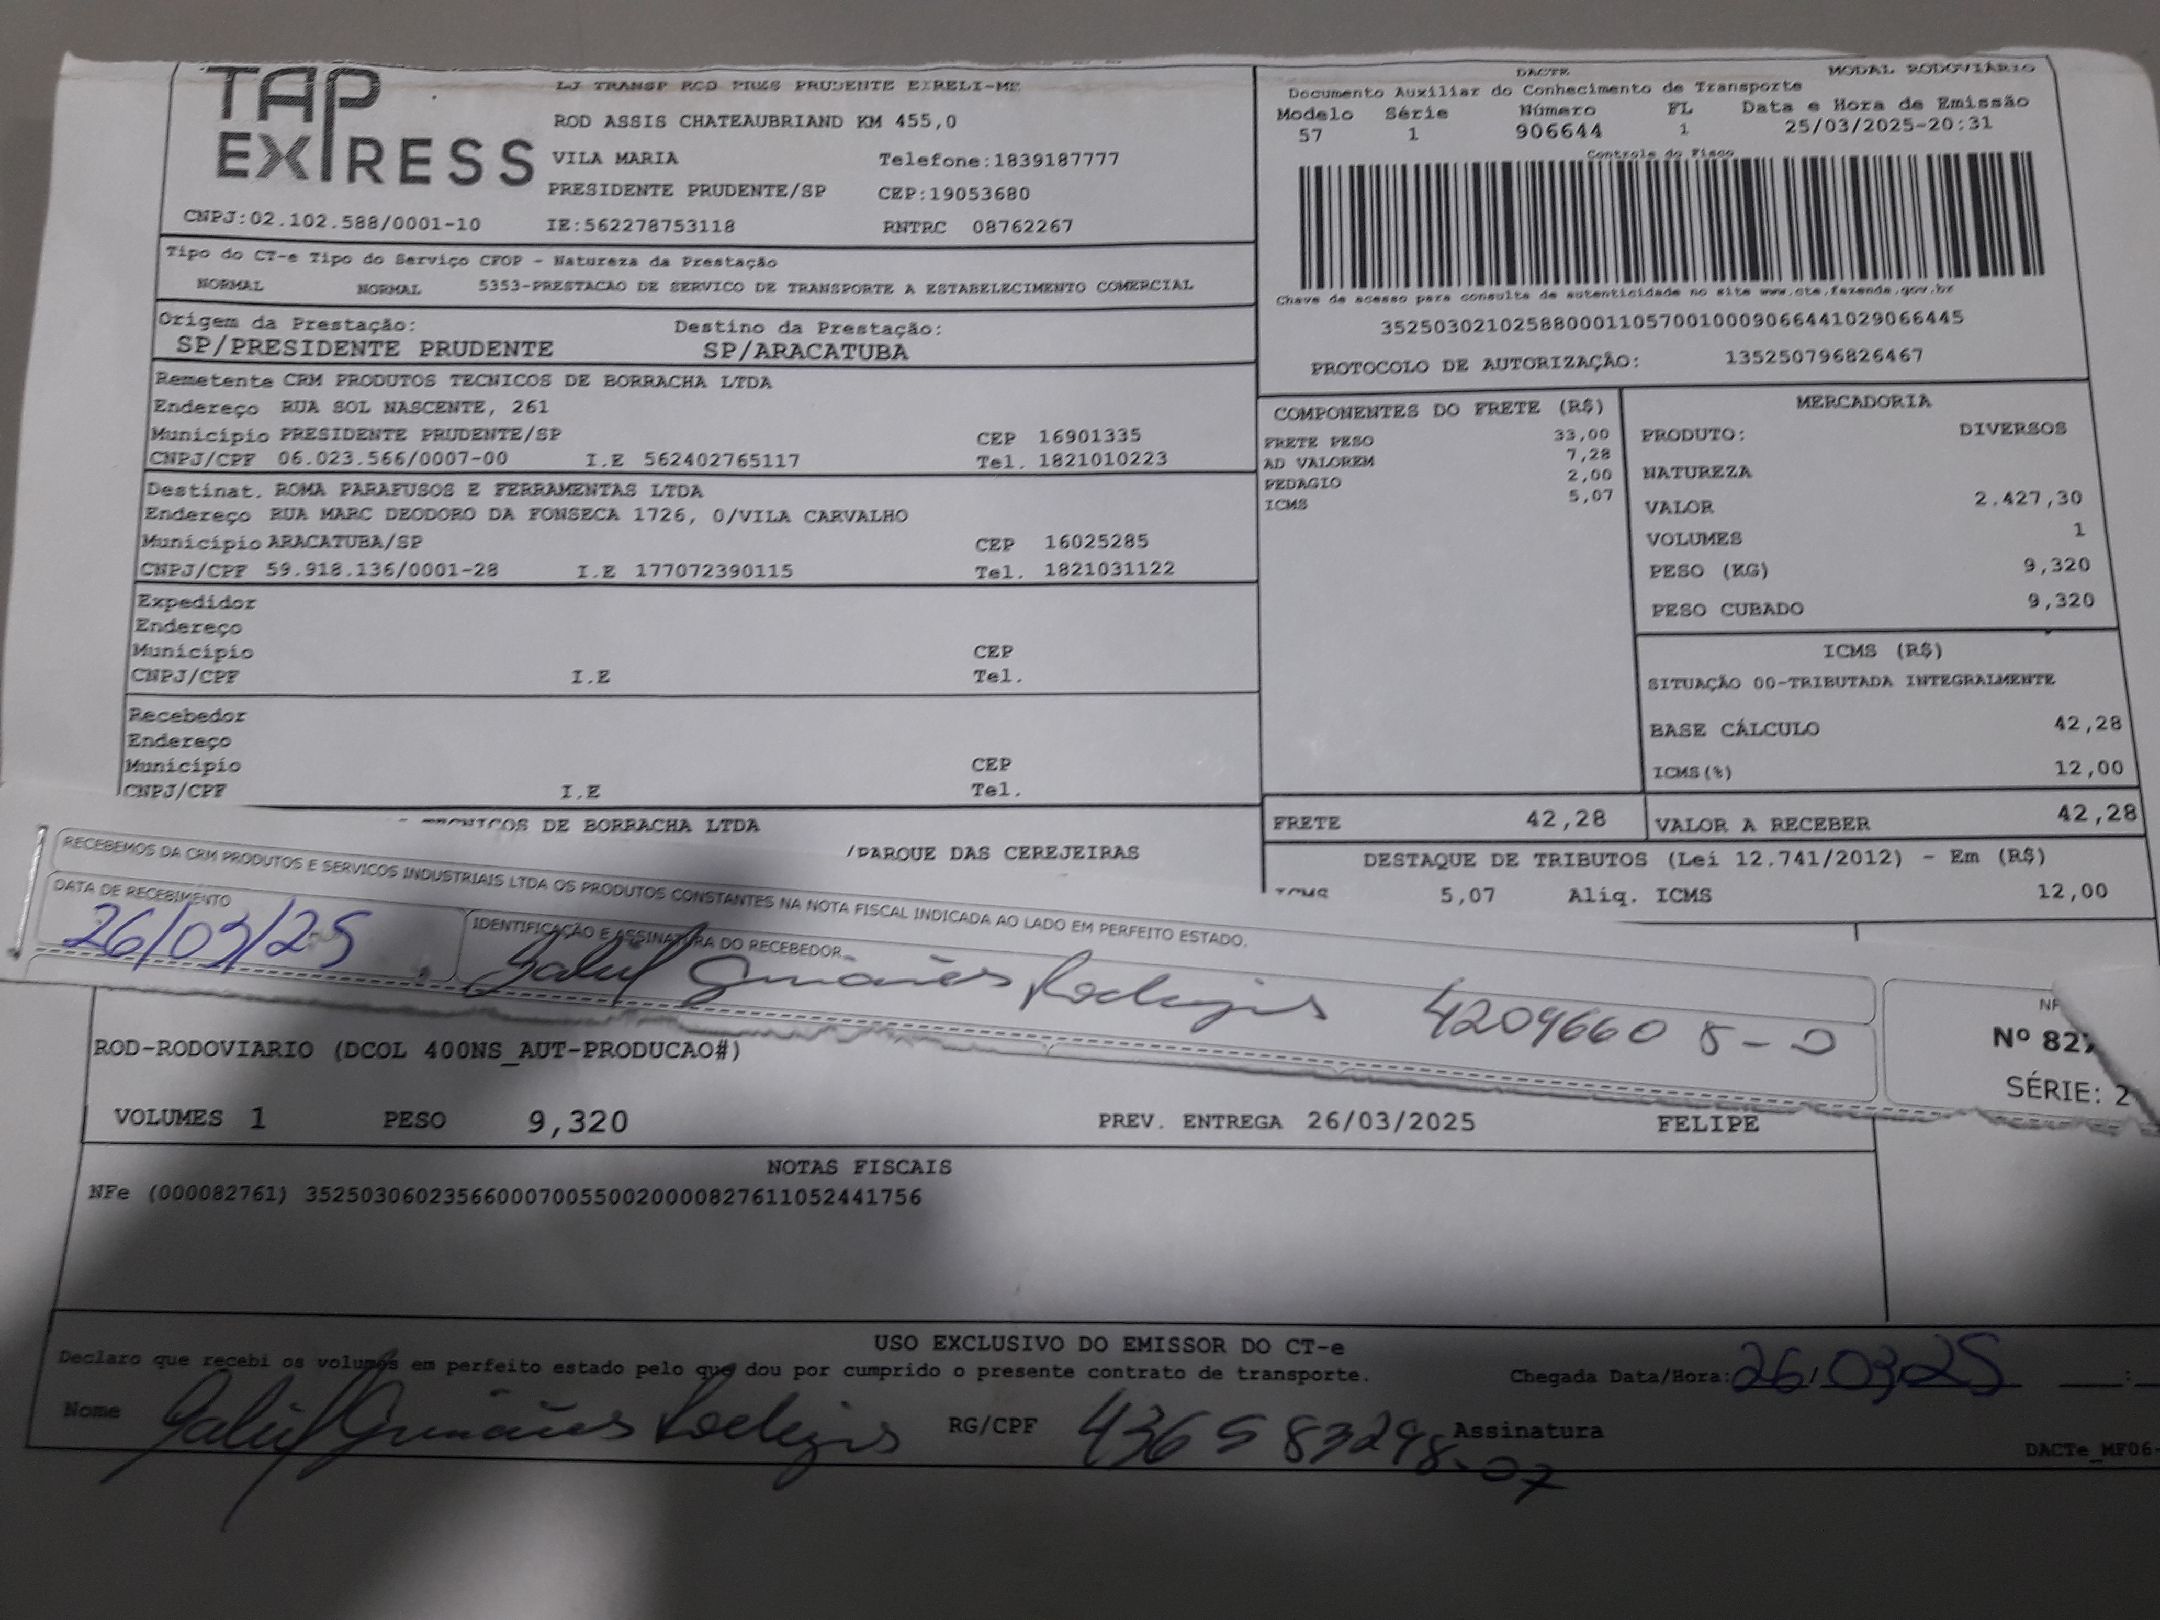 TAP EXPRESS
LJ TRANSP ROD PRES PRUDENTE EIRELI-ME
ROD ASSIS CHATEAUBRIAND KM 455,0
VILA MARIA Telefone:1839187777
PRESIDENTE PRUDENTE/SP CEP:19053680
CNPJ:02.102.588/0001-10 IE:562278753118 RNTRC 08762267
Tipo do CT-e Tipo do Serviço CFOP - Natureza da Prestação
NORMAL NORMAL 5353-PRESTACAO DE SERVICO DE TRANSPORTE A ESTABELECIMENTO COMERCIAL
Origem da Prestação: Destino da Prestação:
SP/PRESIDENTE PRUDENTE SP/ARACATUBA
Remetente CRM PRODUTOS TECNICOS DE BORRACHA LTDA
Endereço RUA SOL NASCENTE, 261
Município PRESIDENTE PRUDENTE/SP CEP 16901335
CNPJ/CPF 06.023.566/0007-00 I.E 562402765117 Tel. 1821010223
Destinat. ROMA PARAFUSOS E FERRAMENTAS LTDA
Endereço RUA MARC DEODORO DA FONSECA 1726, 0/VILA CARVALHO
Município ARACATUBA/SP CEP 16025285
CNPJ/CPF 59.918.136/0001-28 I.E 177072390115 Tel. 1821031122
Expedidor
Endereço
Município CEP
CNPJ/CPF I.E Tel.
Recebedor
Endereço
Município CEP
CNPJ/CPF I.E Tel.
TECNICOS DE BORRACHA LTDA
/PARQUE DAS CEREJEIRAS
DACTE MODAL RODOVIÁRIO
Documento Auxiliar do Conhecimento de Transporte
Modelo Série Número FL Data e Hora de Emissão
57 1 906644 1 25/03/2025-20:31
Controle do Fisco
Chave de acesso para consulta de autenticidade no site www.cte.fazenda.gov.br
35250302102588000110570010009066441029066445
PROTOCOLO DE AUTORIZAÇÃO: 135250796826467
COMPONENTES DO FRETE (R$)
FRETE PESO 33,00
AD VALOREM 7,28
PEDAGIO 2,00
ICMS 5,07
MERCADORIA
PRODUTO: DIVERSOS
NATUREZA
VALOR 2.427,30
VOLUMES 1
PESO (KG) 9,320
PESO CUBADO 9,320
ICMS (R$)
SITUAÇÃO 00-TRIBUTADA INTEGRALMENTE
BASE CÁLCULO 42,28
ICMS(%) 12,00
FRETE 42,28 VALOR A RECEBER 42,28
DESTAQUE DE TRIBUTOS (Lei 12.741/2012) - Em (R$)
ICMS 5,07 Aliq. ICMS 12,00
RECEBEMOS DA CRM PRODUTOS E SERVICOS INDUSTRIAIS LTDA OS PRODUTOS CONSTANTES NA NOTA FISCAL INDICADA AO LADO EM PERFEITO ESTADO.
DATA DE RECEBIMENTO IDENTIFICAÇÃO E ASSINATURA DO RECEBEDOR
26/03/25 Guimarães Rodrigues 42096608-0
NF
Nº 827
SÉRIE: 2
ROD-RODOVIARIO (DCOL 400NS_AUT-PRODUCAO#)
VOLUMES 1 PESO 9,320 PREV. ENTREGA 26/03/2025 FELIPE
NOTAS FISCAIS
NFe (000082761) 35250306023566000700550020000827611052441756
USO EXCLUSIVO DO EMISSOR DO CT-e
Declaro que recebi os volumes em perfeito estado pelo que dou por cumprido o presente contrato de transporte. Chegada Data/Hora: 26/03/25 __:
Nome Guimarães Rodrigues RG/CPF 43658329 8-07 Assinatura
DACTe_MF06-